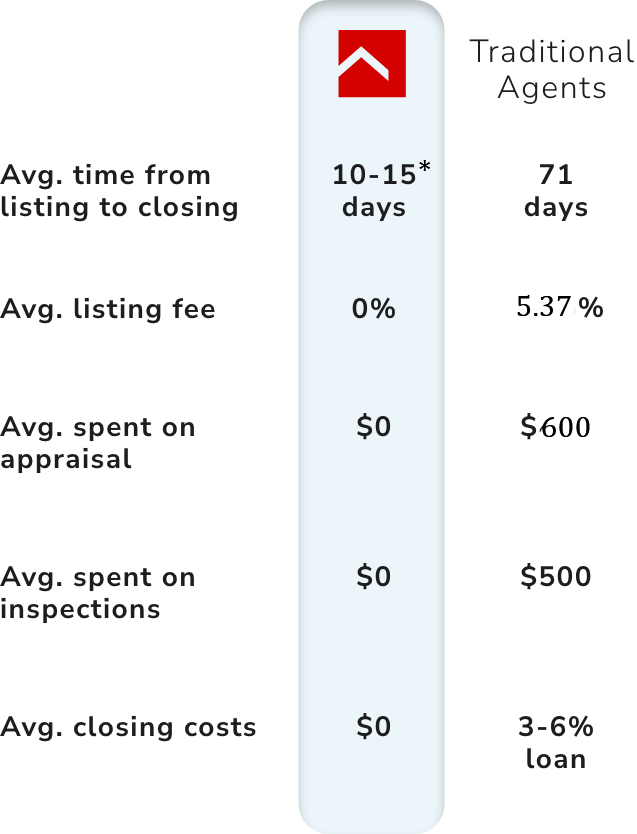 Traditional
Agents
Avg. time from
listing to closing
10-15*
days
71
days
Avg. listing fee
0%
5.37%
Avg. spent on
appraisal
$0
$600
Avg. spent on
inspections
$0
$500
Avg. closing costs
$0
3-6%
loan